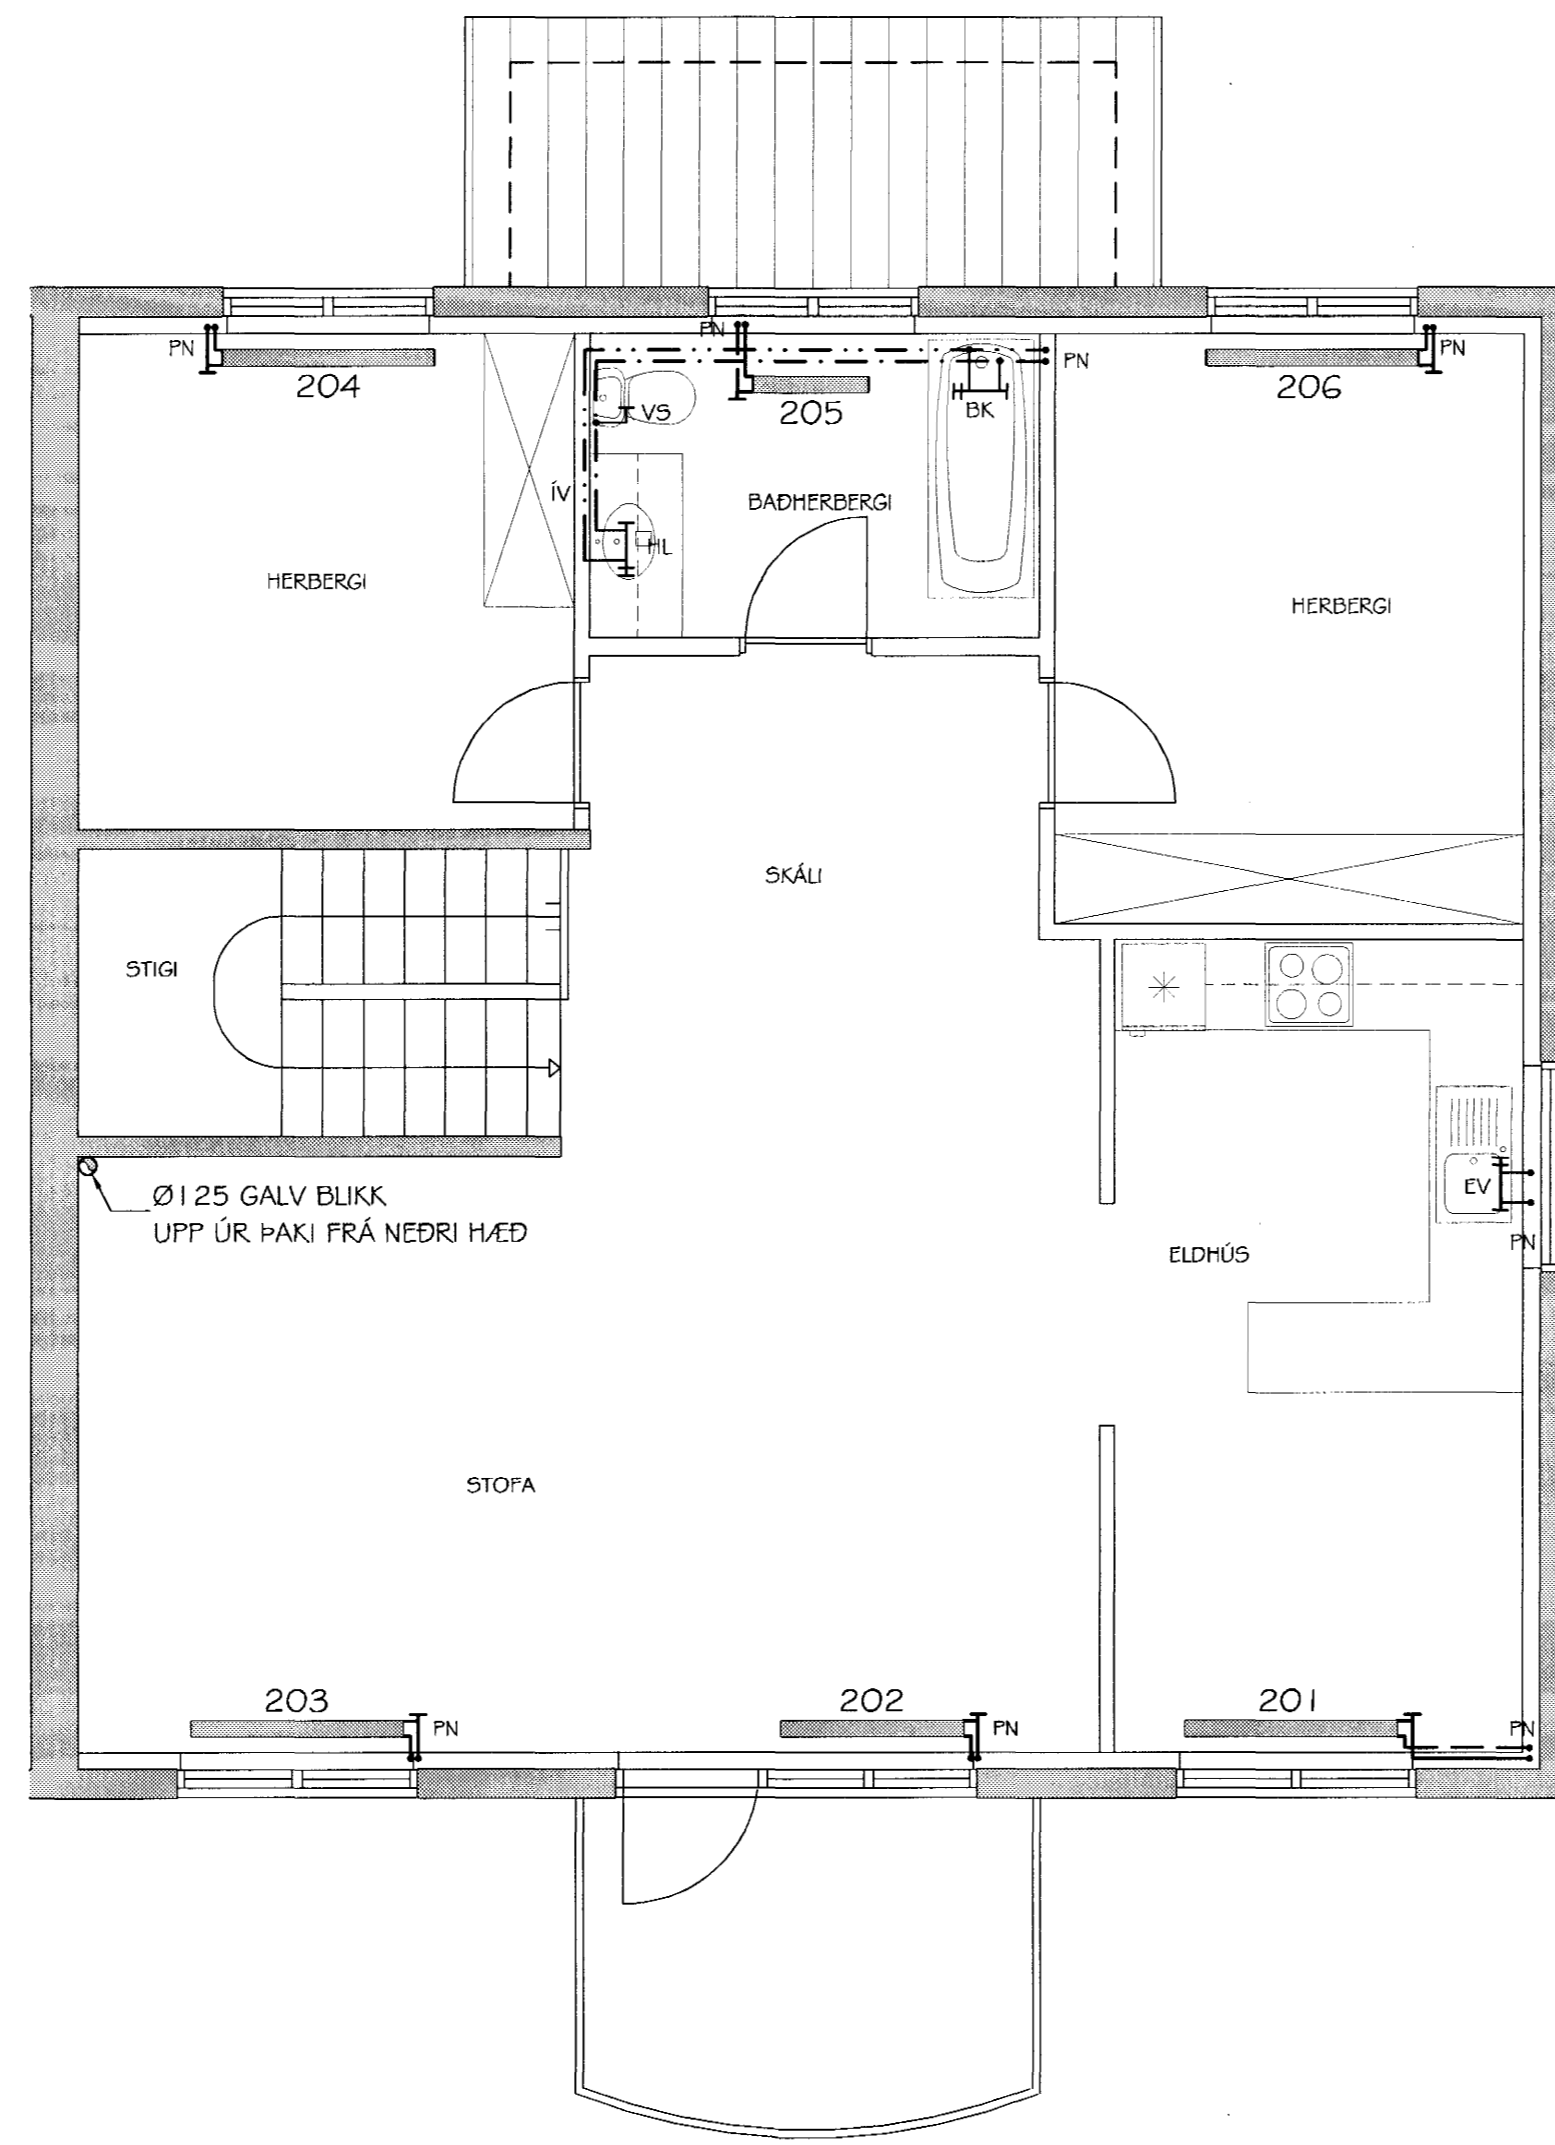 PN
PN
PN
PN
204
205
206
VS
BK
ÍV
BAÐHERBERGI
HL
HERBERGI
HERBERGI
SKÁLI
STIGI
Ø125 GALV BLIKK
UPP ÚR ÞAKI FRÁ NEÐRI HÆÐ
EV
PN
ELDHÚS
STOFA
203
202
201
PN
PN
PN